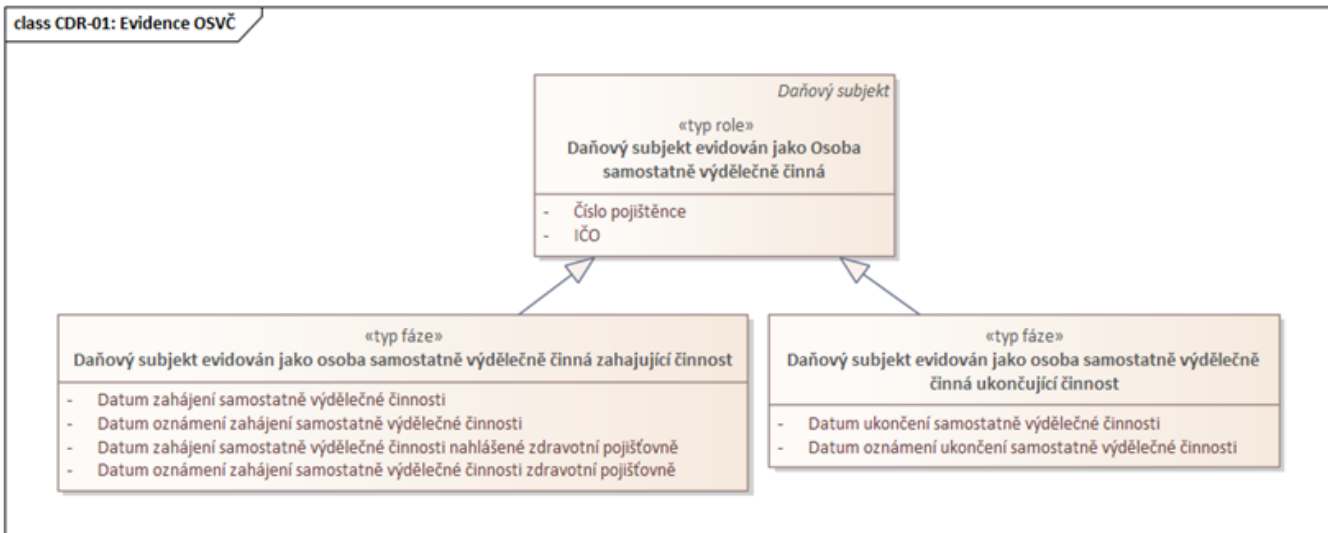 class CDR-01: Evidence OSVČ
Daňový subjekt
«typ role»
Daňový subjekt evidován jako Osoba
samostatně výdělečně činná
- Číslo pojištěnce
- IČO
«typ fáze»
Daňový subjekt evidován jako osoba samostatně výdělečně činná zahajující činnost
- Datum zahájení samostatně výdělečné činnosti
- Datum oznámení zahájení samostatně výdělečné činnosti
- Datum zahájení samostatně výdělečné činnosti nahlášené zdravotní pojišťovně
- Datum oznámení zahájení samostatně výdělečné činnosti zdravotní pojišťovně
«typ fáze»
Daňový subjekt evidován jako osoba samostatně výdělečně
činná ukončující činnost
- Datum ukončení samostatně výdělečné činnosti
- Datum oznámení ukončení samostatně výdělečné činnosti